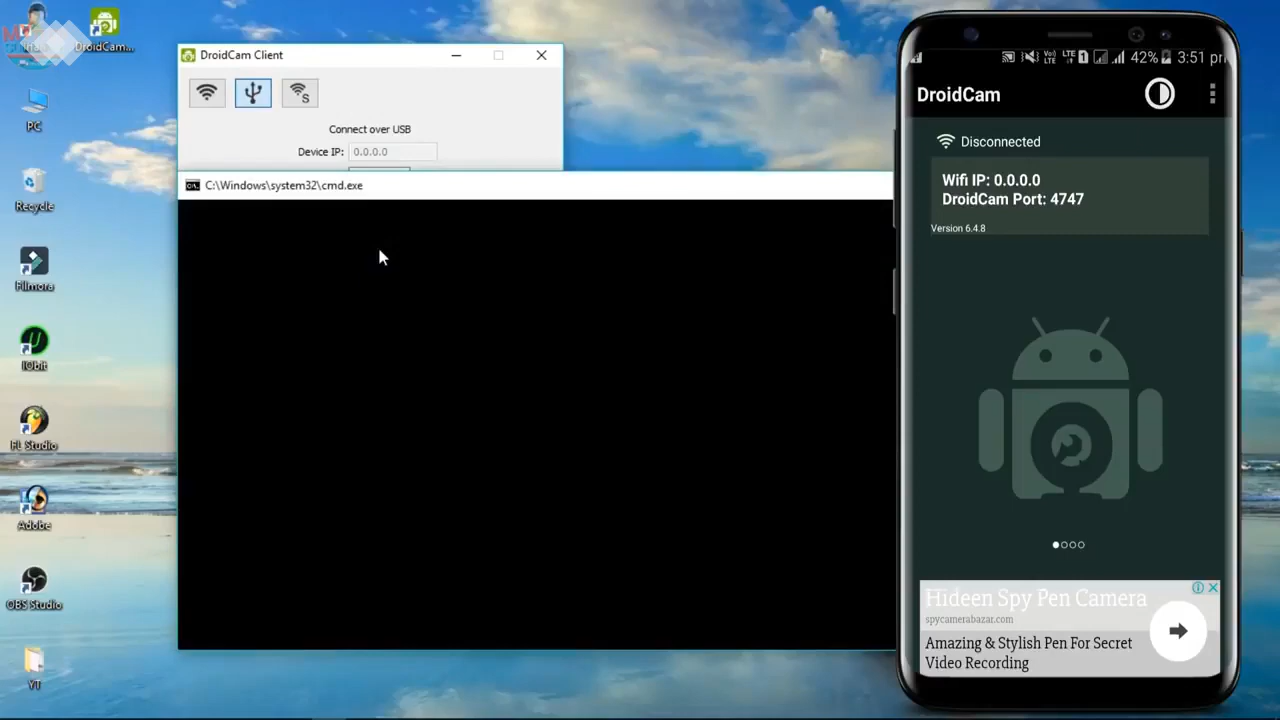 DroidCam...
PC
Recycle
Filmora
IObit
FL Studio
Adobe
OBS Studio
YT
DroidCam Client
S
Connect over USB
Device IP: 0.0.0.0
C:\Windows\system32\cmd.exe
LTE 1 42% 3:51 pm
DroidCam
Disconnected
Wifi IP: 0.0.0.0
DroidCam Port: 4747
Version 6.4.8
Hideen Spy Pen Camera
spycamerabazar.com
Amazing & Stylish Pen For Secret
Video Recording